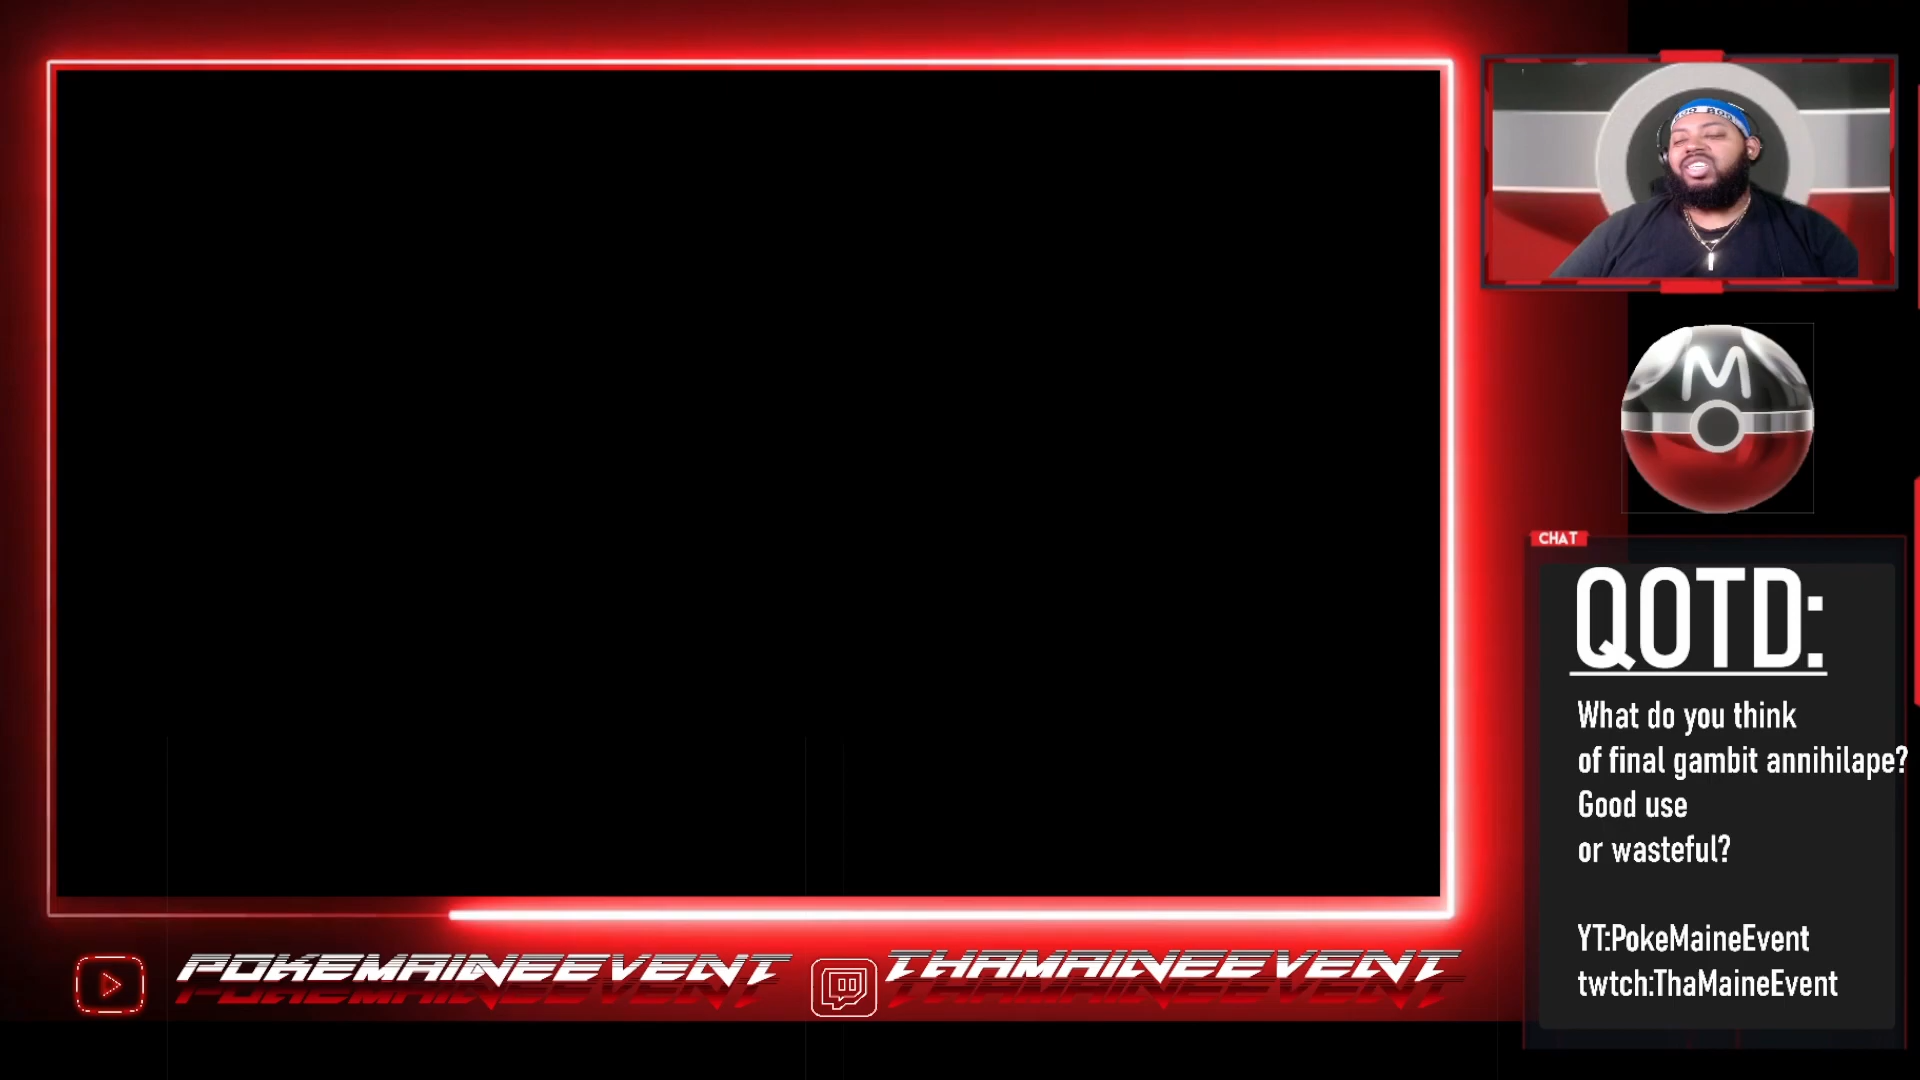 M
CHAT
QOTD:
What do you think
of final gambit annihilape?
Good use
or wasteful?
YT:PokeMaineEvent
twtch:ThaMaineEvent
POKEMAINEEVENT
THAMAINEEVENT